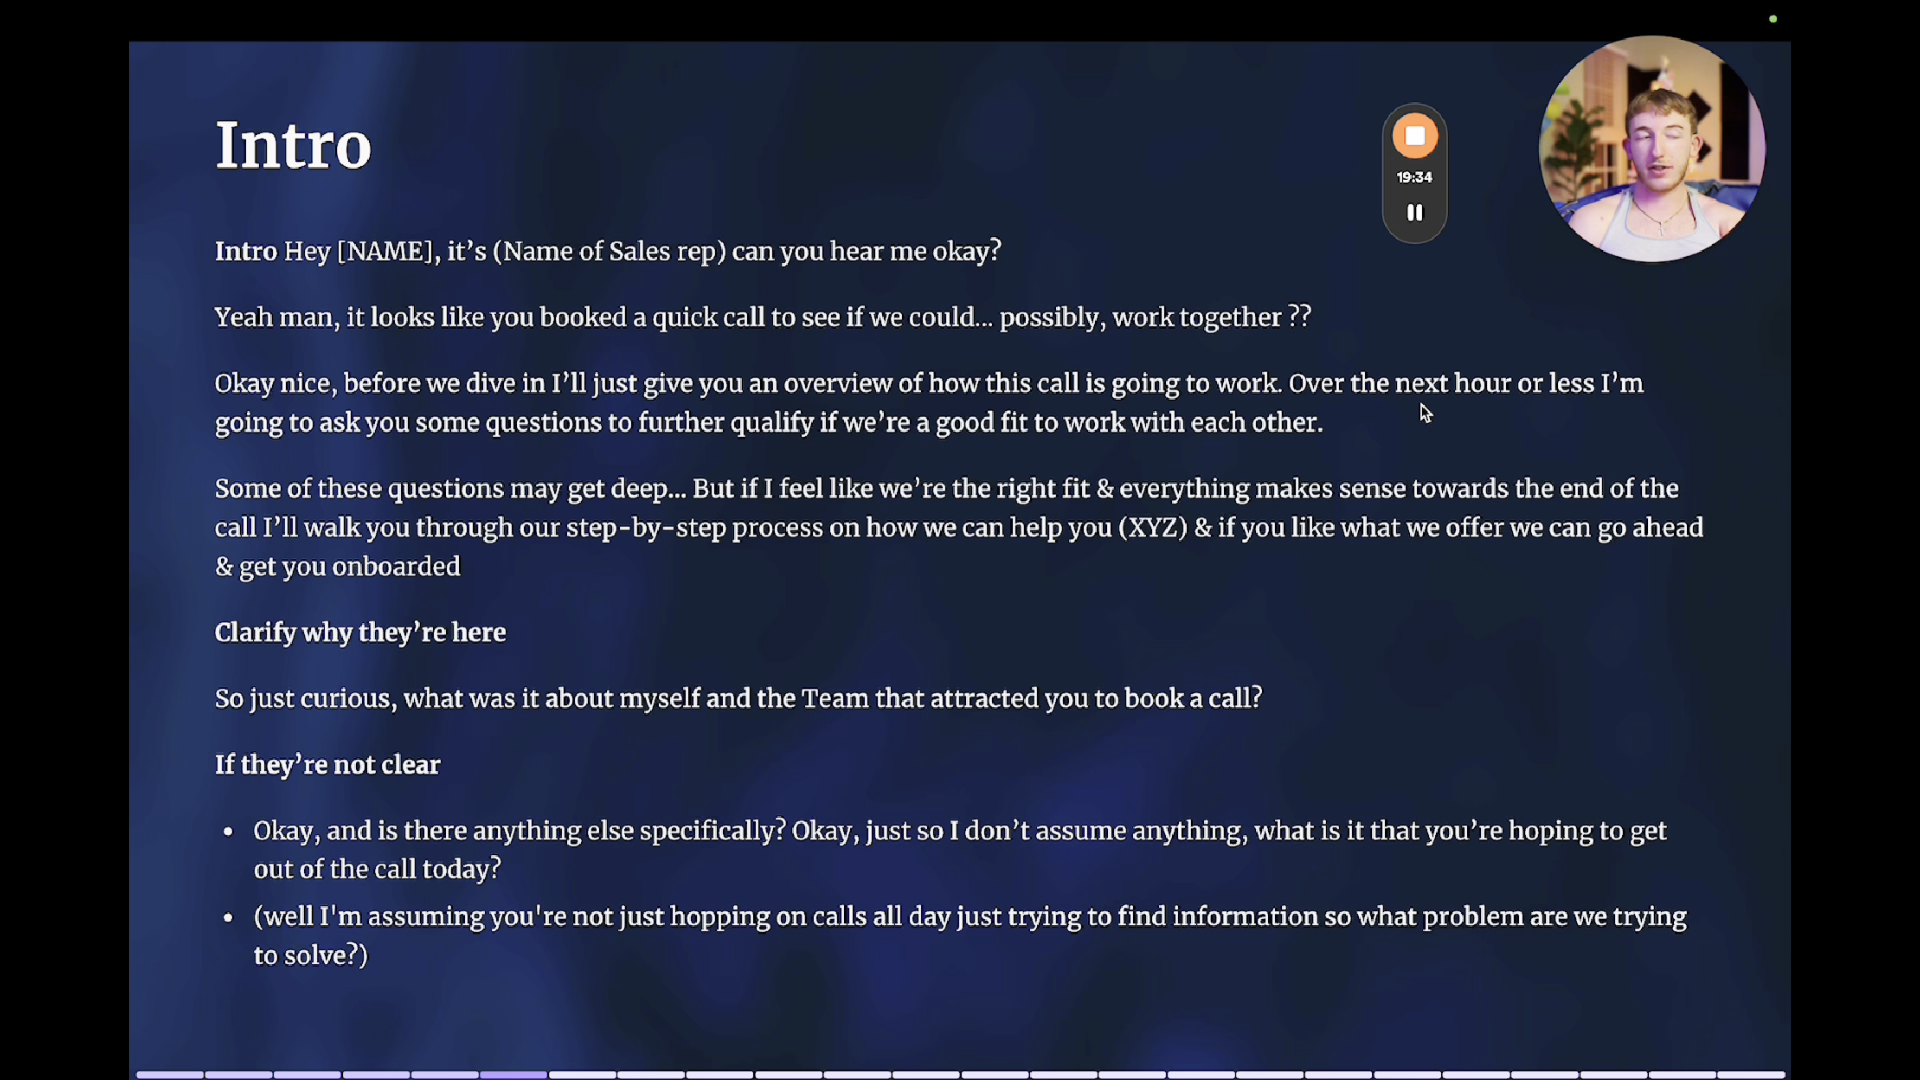 Intro
19:34
Intro Hey [NAME], it’s (Name of Sales rep) can you hear me okay?
Yeah man, it looks like you booked a quick call to see if we could... possibly, work together ??
Okay nice, before we dive in I’ll just give you an overview of how this call is going to work. Over the next hour or less I’m
going to ask you some questions to further qualify if we’re a good fit to work with each other.
Some of these questions may get deep... But if I feel like we’re the right fit & everything makes sense towards the end of the
call I’ll walk you through our step-by-step process on how we can help you (XYZ) & if you like what we offer we can go ahead
& get you onboarded
Clarify why they’re here
So just curious, what was it about myself and the Team that attracted you to book a call?
If they’re not clear
• Okay, and is there anything else specifically? Okay, just so I don’t assume anything, what is it that you’re hoping to get
out of the call today?
• (well I'm assuming you're not just hopping on calls all day just trying to find information so what problem are we trying
to solve?)